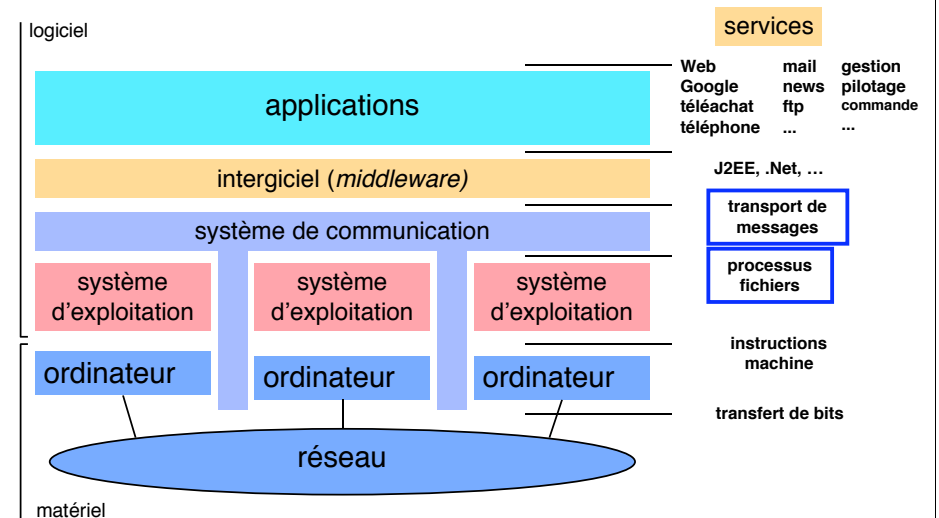 logiciel
services
applications
Web
Google
téléachat
téléphone
mail
news
ftp
...
gestion
pilotage
commande
...
intergiciel (middleware)
J2EE, .Net, …
système de communication
transport de
messages
système
d'exploitation
système
d'exploitation
système
d'exploitation
processus
fichiers
ordinateur
ordinateur
ordinateur
instructions
machine
transfert de bits
réseau
matériel